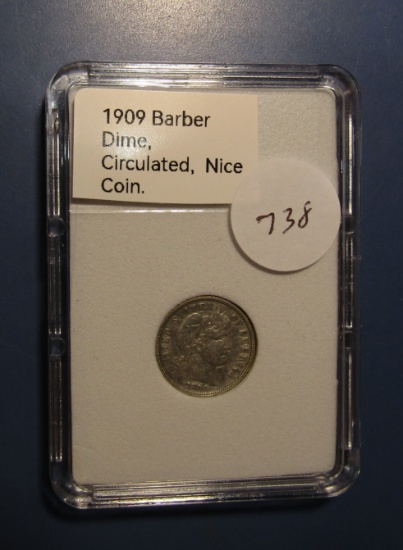 1909 Barber
Dime,
Circulated, Nice
Coin.
738